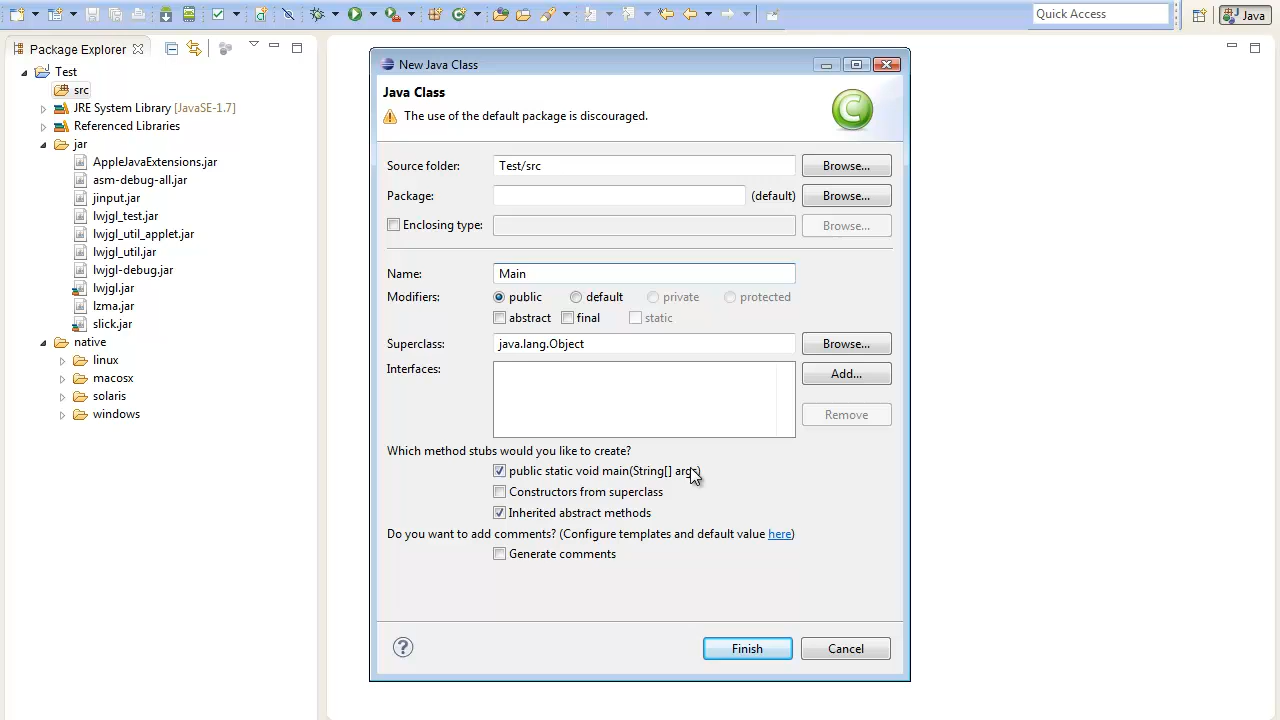 Quick Access
Java
Package Explorer
Test
src
JRE System Library [JavaSE-1.7]
Referenced Libraries
jar
AppleJavaExtensions.jar
asm-debug-all.jar
jinput.jar
lwjgl_test.jar
lwjgl_util_applet.jar
lwjgl_util.jar
lwjgl-debug.jar
lwjgl.jar
lzma.jar
slick.jar
native
linux
macosx
solaris
windows
New Java Class
Java Class
The use of the default package is discouraged.
C
Source folder: Test/src Browse...
Package: (default) Browse...
Enclosing type: Browse...
Name: Main
Modifiers: public default private protected
abstract final static
Superclass: java.lang.Object Browse...
Interfaces: Add...
Remove
Which method stubs would you like to create?
public static void main(String[]
Constructors from superclass
Inherited abstract methods
Do you want to add comments? (Configure templates and default value here)
Generate comments
? Finish Cancel